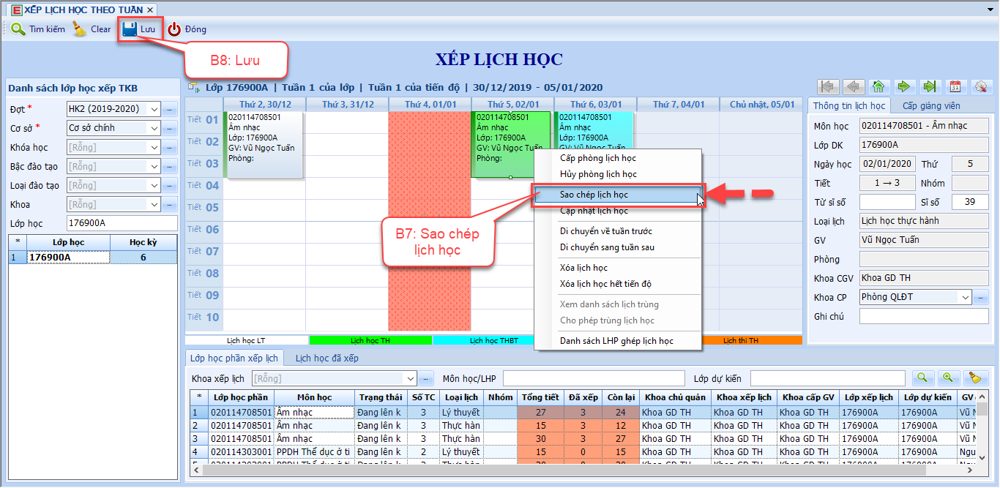 XẾP LỊCH HỌC THEO TUẦN ×
Tìm kiếm Clear Lưu Đóng
B8: Lưu
XẾP LỊCH HỌC
Danh sách lớp học xếp TKB
Đợt * HK2 (2019-2020)
Cơ sở * Cơ sở chính
Khóa học [Rỗng]
Bậc đào tạo [Rỗng]
Loại đào tạo [Rỗng]
Khoa [Rỗng]
Lớp học 176900A
* Lớp học Học kỳ
1 176900A 6
Lớp 176900A | Tuần 1 của lớp | Tuần 1 của tiến độ | 30/12/2019 - 05/01/2020
Thứ 2, 30/12 Thứ 3, 31/12 Thứ 4, 01/01 Thứ 5, 02/01 Thứ 6, 03/01 Thứ 7, 04/01 Chủ nhật, 05/01
Tiết 01
Tiết 02
Tiết 03
Tiết 04
Tiết 05
Tiết 06
Tiết 07
Tiết 08
Tiết 09
Tiết 10
020114708501
Âm nhạc
Lớp: 176900A
GV: Vũ Ngọc Tuấn
Phòng:
020114708501
Âm nhạc
Lớp: 176900A
GV: Vũ Ngọc Tuấn
Phòng:
020114708501
Âm nhạc
Lớp: 176900A
GV: Vũ Ngọc Tuấn
Cấp phòng lịch học
Hủy phòng lịch học
Sao chép lịch học
Cập nhật lịch học
Di chuyển về tuần trước
Di chuyển sang tuần sau
Xóa lịch học
Xóa lịch học hết tiến độ
Xem danh sách lịch trùng
Cho phép trùng lịch học
Danh sách LHP ghép lịch học
B7: Sao chép
lịch học
Lịch học LT Lịch học TH Lịch học THBT Lịch thi TH
Thông tin lịch học Cấp giảng viên
Môn học 020114708501 - Âm nhạc
Lớp DK 176900A
Ngày học 02/01/2020 Thứ 5
Tiết 1 → 3 Nhóm
Từ sĩ số Sĩ số 39
Loại lịch Lịch học thực hành
GV Vũ Ngọc Tuấn
Phòng
Khoa CGV Khoa GD TH
Khoa CP Phòng QLĐT
Ghi chú
Lớp học phần xếp lịch Lịch học đã xếp
Khoa xếp lịch [Rỗng] Môn học/LHP Lớp dự kiến
* Lớp học phần Môn học Trạng thái Số TC Loại lịch Nhóm Tổng tiết Đã xếp Còn lại Khoa chủ quản Khoa xếp lịch Khoa cấp GV Lớp xếp lịch Lớp dự kiến GV
1 020114708501 Âm nhạc Đang lên k 3 Lý thuyết 27 3 24 Khoa GD TH Khoa GD TH Khoa GD TH 176900A 176900A Vũ N
2 020114708501 Âm nhạc Đang lên k 3 Thực hàn 15 3 12 Khoa GD TH Khoa GD TH Khoa GD TH 176900A 176900A Vũ N
3 020114708501 Âm nhạc Đang lên k 3 Thực hàn 30 3 27 Khoa GD TH Khoa GD TH Khoa GD TH 176900A 176900A Vũ N
4 020114303001 PPDH Thể dục ở ti Đang lên k 2 Lý thuyết 15 0 15 Khoa GD TH Khoa GD TH Khoa GD TH 176900A 176900A Ngu